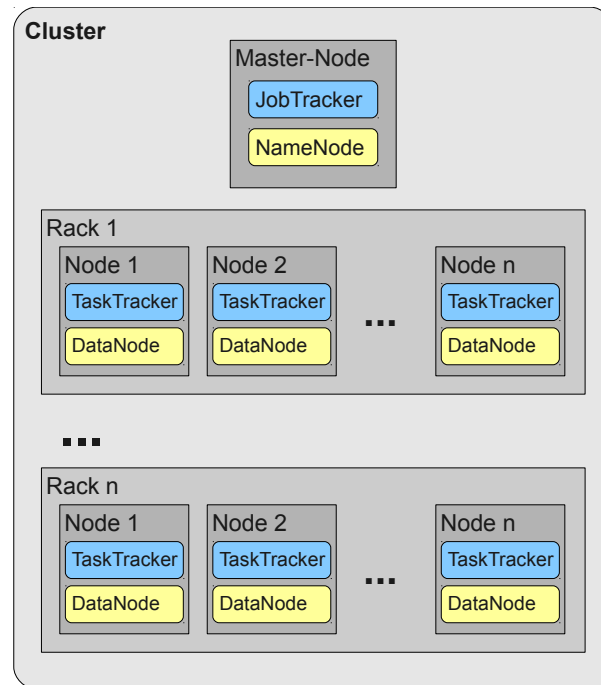 Cluster
Master-Node
JobTracker
NameNode
Rack 1
Node 1 Node 2 Node n
TaskTracker TaskTracker ... TaskTracker
DataNode DataNode DataNode
...
Rack n
Node 1 Node 2 Node n
TaskTracker TaskTracker ... TaskTracker
DataNode DataNode DataNode